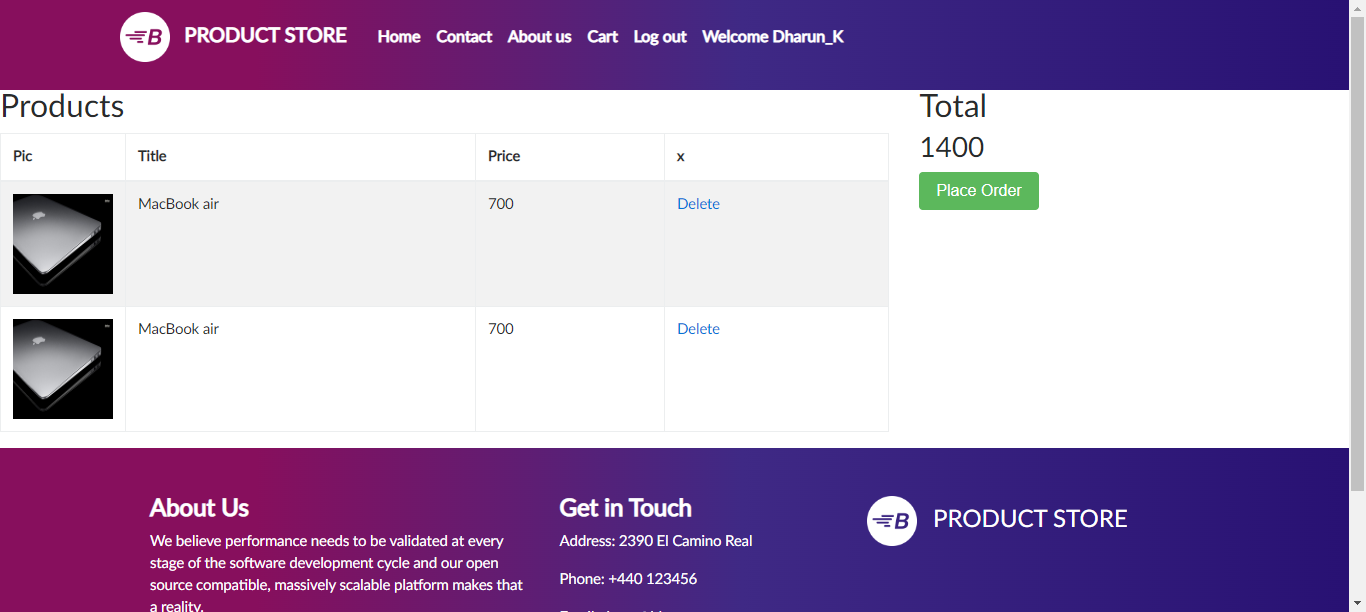 B PRODUCT STORE Home Contact About us Cart Log out Welcome Dharun_K
Products
Pic Title Price x
MacBook air 700 Delete
MacBook air 700 Delete
Total
1400
Place Order
About Us
We believe performance needs to be validated at every
stage of the software development cycle and our open
source compatible, massively scalable platform makes that
a reality.
Get in Touch
Address: 2390 El Camino Real
Phone: +440 123456
B PRODUCT STORE